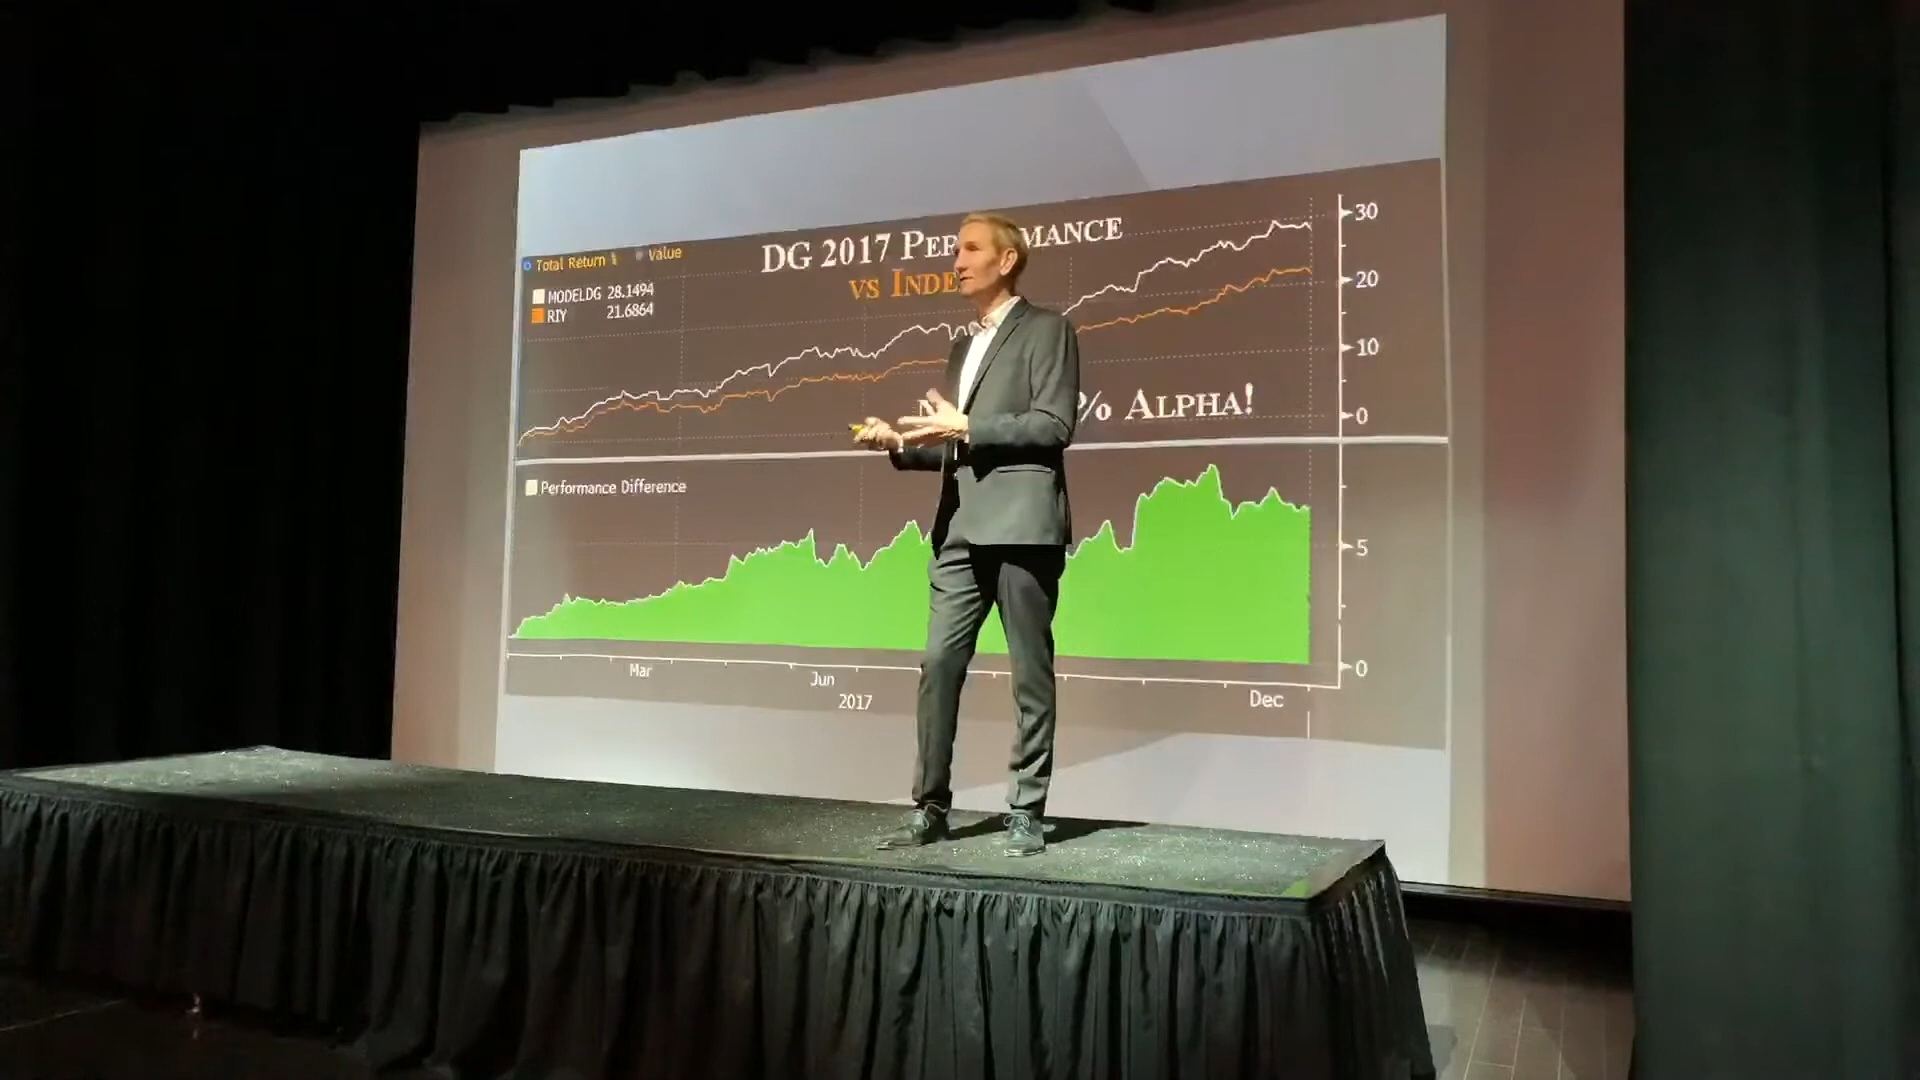 DG 2017 PER MANCE
VS INDE
Total Return Value
MODELDG 28.1494
RIY 21.6864
30
20
10
0
% ALPHA!
Performance Difference
5
0
Mar Jun Dec
2017